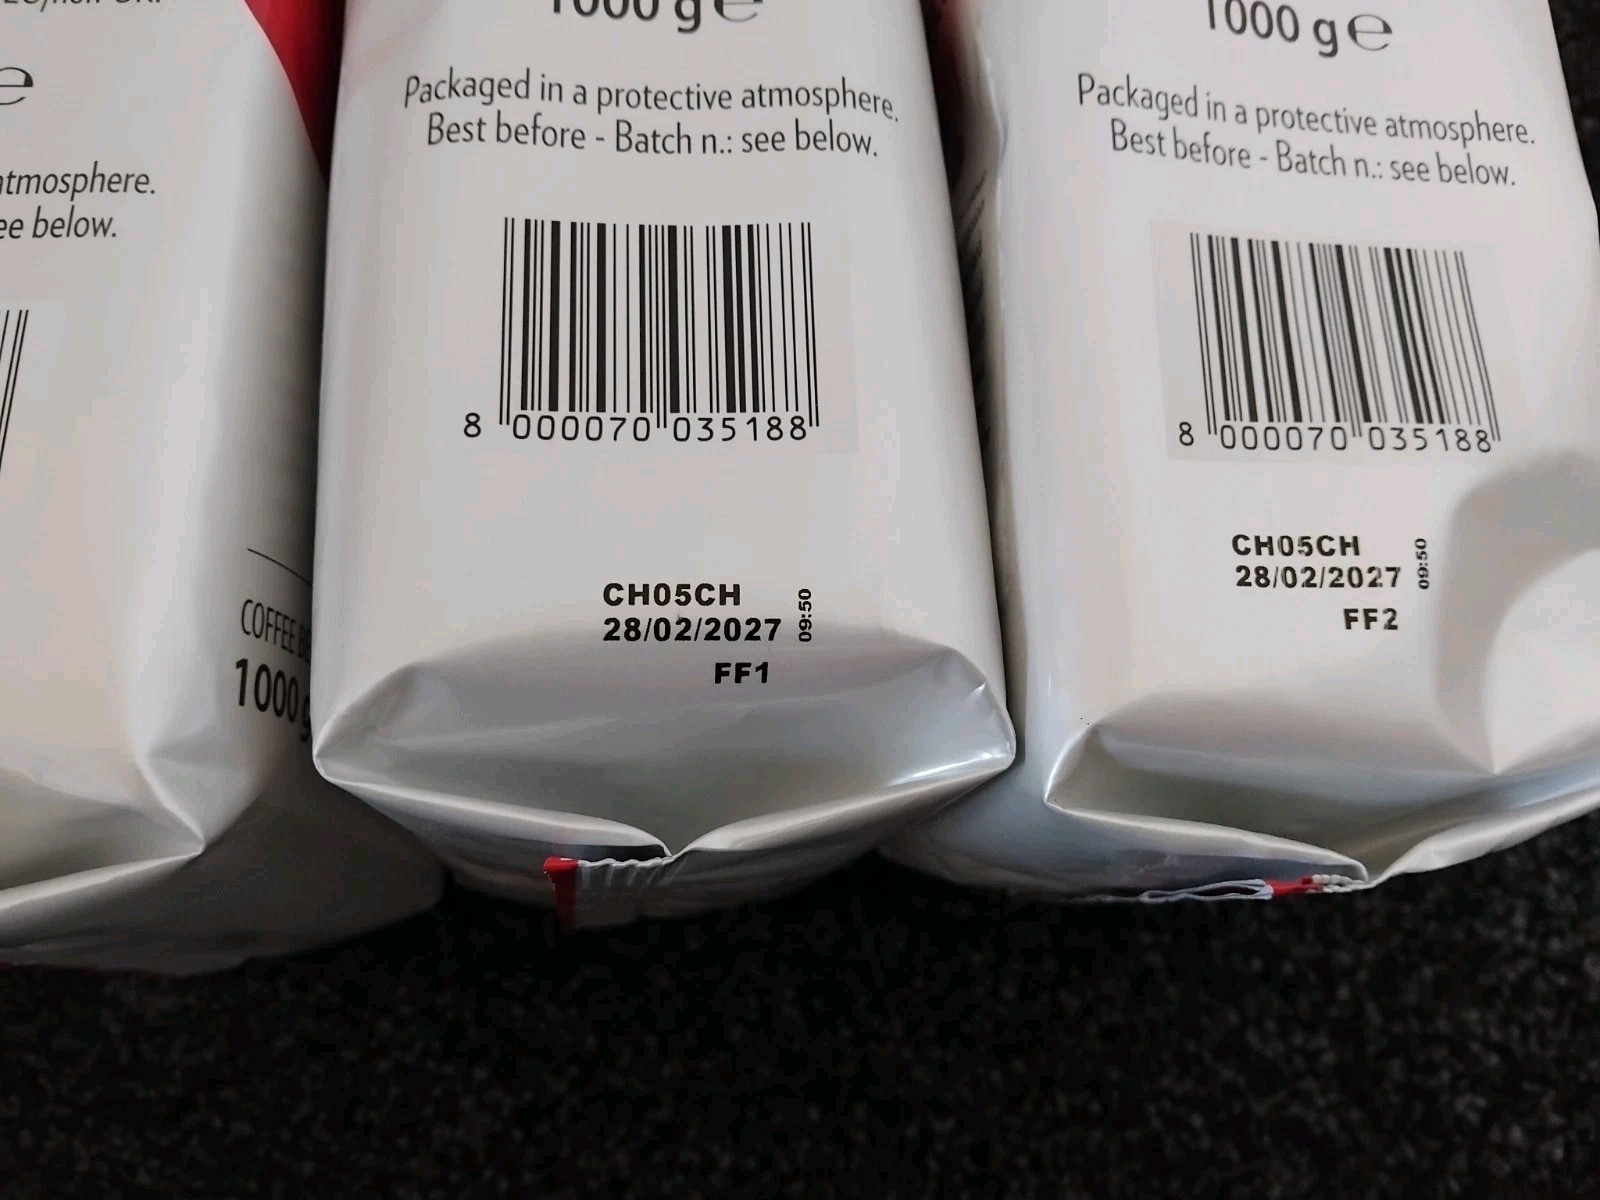 e
atmosphere.
ee below.
COFFEE
1000 g
1000 g e
Packaged in a protective atmosphere.
Best before - Batch n.: see below.
8 000070 035188
CH05CH
28/02/2027
09:50
FF1
1000 g e
Packaged in a protective atmosphere.
Best before - Batch n.: see below.
8 000070 035188
CH05CH
28/02/2027
09:50
FF2